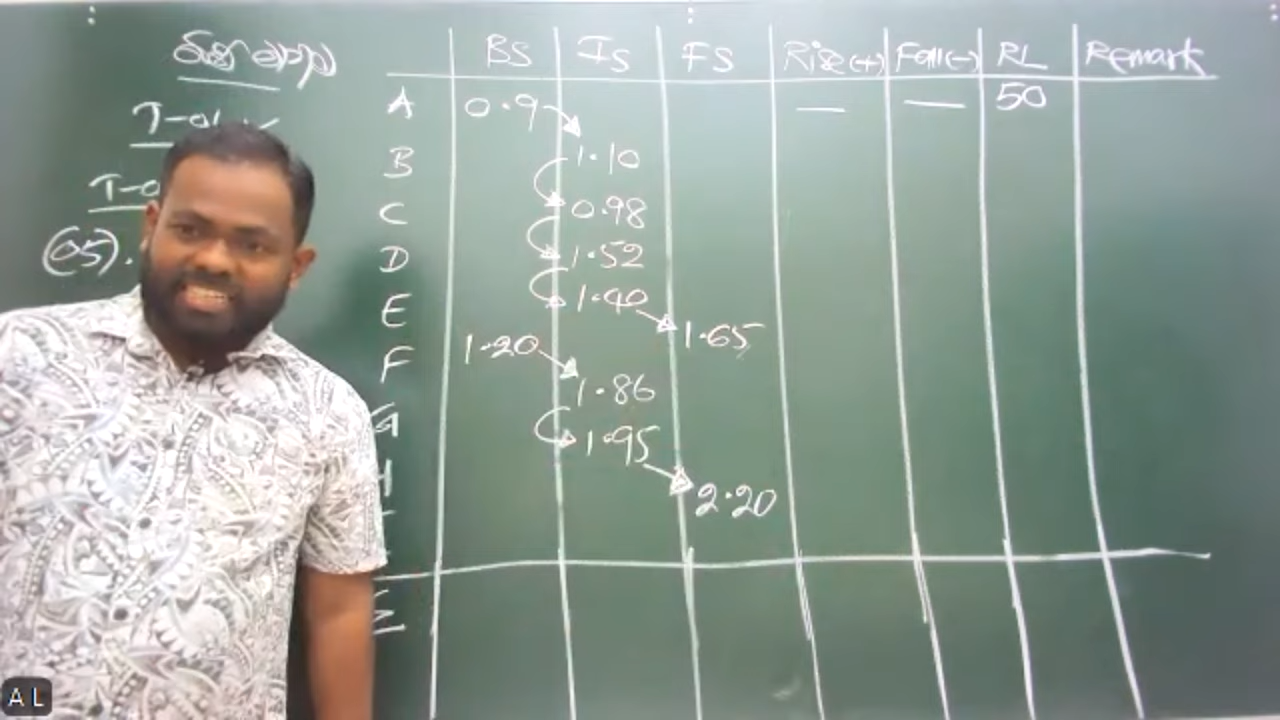 BS IS FS Rise(+) Fall(-) RL Remark
A 0.9 — — 50
B 1.10
C 0.98
D 1.52
(05). E 1.40
1.65
F 1.20
1.86
G 1.95
H 2.20
A L